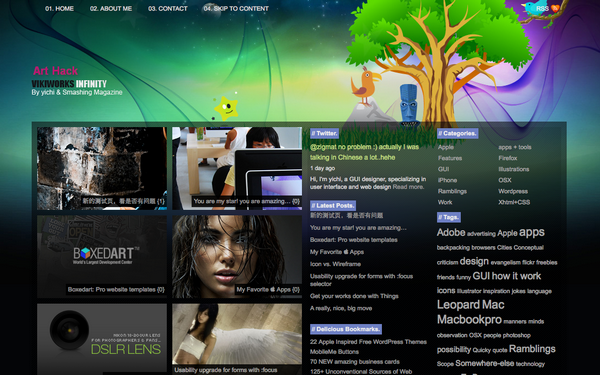 01. HOME 02. ABOUT ME 03. CONTACT 04. SKIP TO CONTENT RSS
Art Hack
VIKIWORKS INFINITY
By yichi & Smashing Magazine
新的测试页，看是否有问题 {1}
You are my star! you are amazing… {0}
BOXEDART
World's Largest Development Center
Boxedart: Pro website templates {0}
My Favorite Apps {0}
DSLR LENS
Usability upgrade for forms with :focus
// Twitter.
@zigmat no problem :) actually I was
talking in Chinese a lot..hehe
1 day ago
Hi, I'm yichi, a GUI designer, specializing in
user interface and web design Read more.
// Latest Posts.
新的测试页，看是否有问题
You are my star! you are amazing…
Boxedart: Pro website templates
My Favorite Apps
Icon vs. Wireframe
Usability upgrade for forms with :focus
selector
Get your works done with Things
A really, nice, big move
// Delicious Bookmarks.
22 Apple Inspired Free WordPress Themes
MobileMe Buttons
70 NEW amazing business cards
125+ Unconventional Sources of Web
// Categories.
Apple apps + tools
Features Firefox
GUI Illustrations
iPhone OSX
Ramblings Wordpress
Work Xhtml+CSS
// Tags.
Adobe advertising Apple apps
backpacking browsers Cities Conceptual
criticism design evangelism flickr freebies
friends funny GUI how it work
icons Illustrator inspiration jokes language
Leopard Mac
Macbookpro manners minds
observation OSX people photoshop
possibility Quicky quote Ramblings
Scope Somewhere-else technology